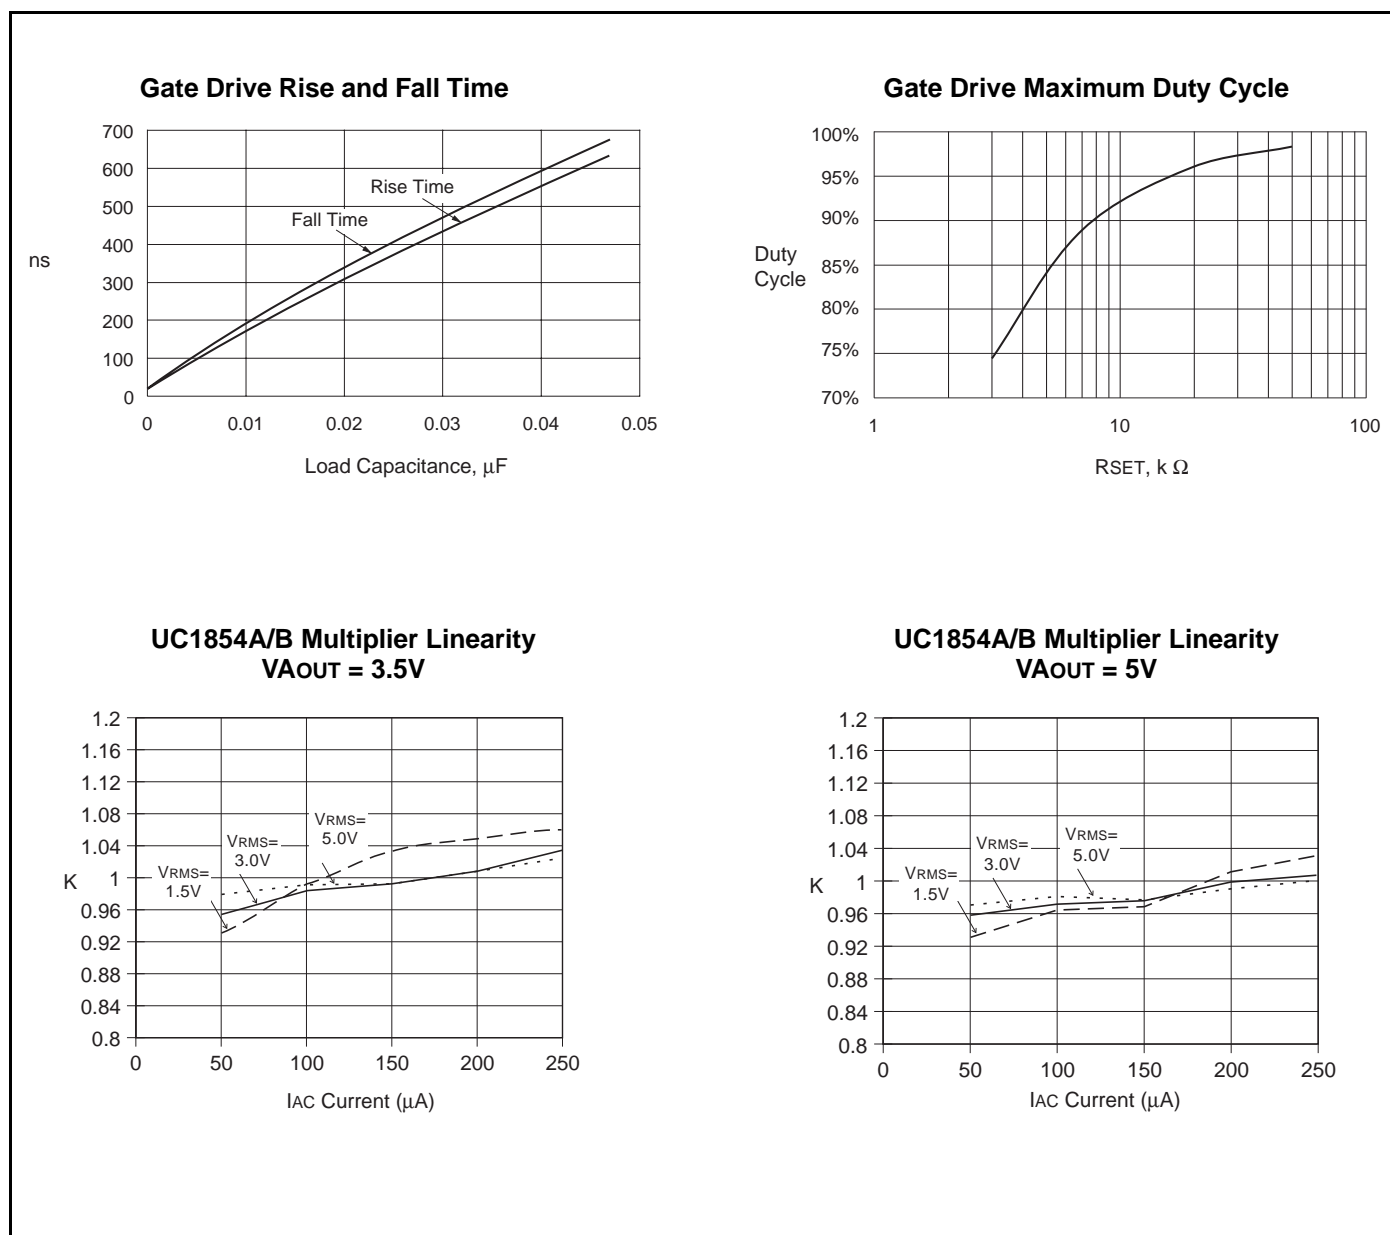 Gate Drive Rise and Fall Time
700
600
500
400
300
200
100
0
ns
Rise Time
Fall Time
0 0.01 0.02 0.03 0.04 0.05
Load Capacitance, µF
Gate Drive Maximum Duty Cycle
100%
95%
90%
85%
80%
75%
70%
Duty
Cycle
1 10 100
RSET, k Ω
UC1854A/B Multiplier Linearity
VAOUT = 3.5V
1.2
1.16
1.12
1.08
1.04
1
0.96
0.92
0.88
0.84
0.8
K
VRMS=
1.5V
VRMS=
3.0V
VRMS=
5.0V
0 50 100 150 200 250
IAC Current (µA)
UC1854A/B Multiplier Linearity
VAOUT = 5V
1.2
1.16
1.12
1.08
1.04
1
0.96
0.92
0.88
0.84
0.8
K
VRMS=
1.5V
VRMS=
3.0V
VRMS=
5.0V
0 50 100 150 200 250
IAC Current (µA)